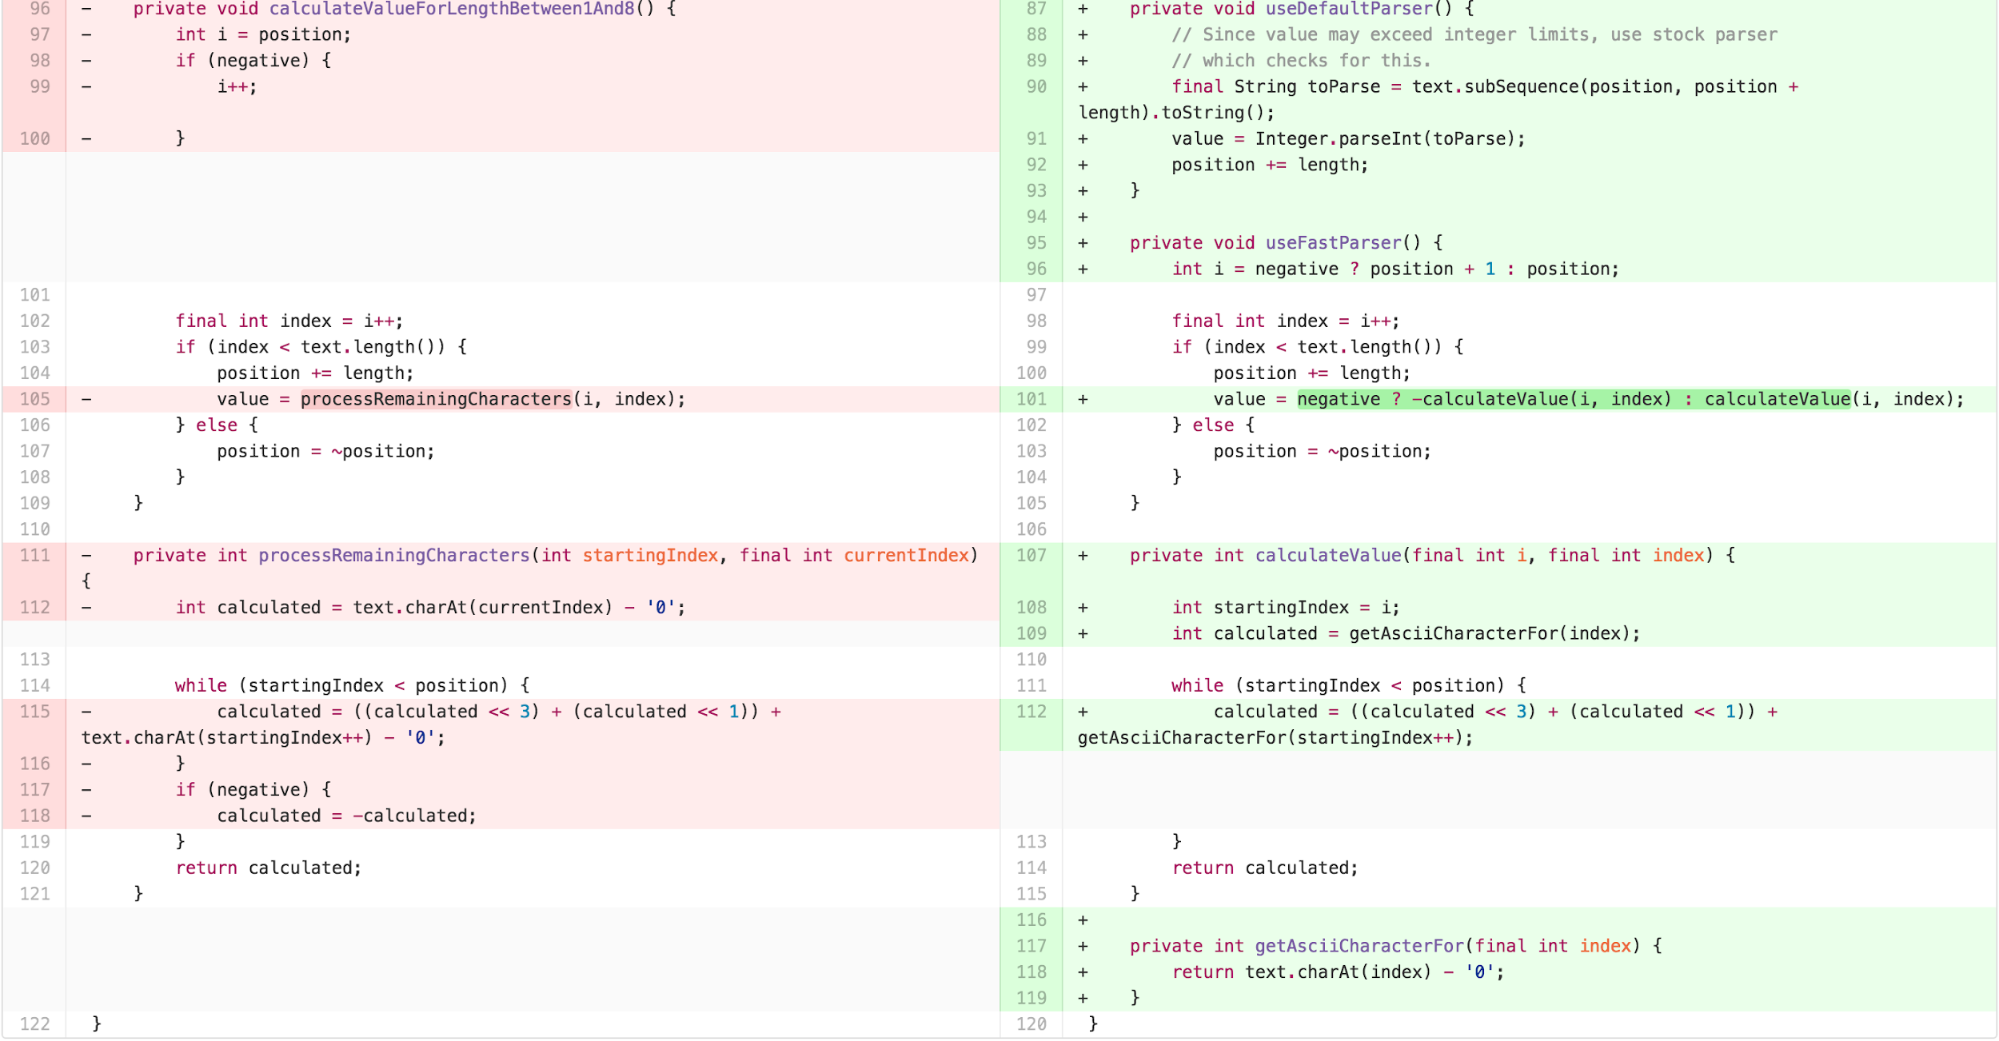 96 -     private void calculateValueForLengthBetween1And8() {
97 -         int i = position;
98 -         if (negative) {
99 -             i++;
100 -         }
101
102         final int index = i++;
103         if (index < text.length()) {
104             position += length;
105 -             value = processRemainingCharacters(i, index);
106         } else {
107             position = ~position;
108         }
109     }
110
111 -     private int processRemainingCharacters(int startingIndex, final int currentIndex)
{
112 -         int calculated = text.charAt(currentIndex) - '0';
113
114         while (startingIndex < position) {
115 -             calculated = ((calculated << 3) + (calculated << 1)) +
text.charAt(startingIndex++) - '0';
116 -         }
117 -         if (negative) {
118 -             calculated = -calculated;
119         }
120         return calculated;
121     }
122 }
87 +     private void useDefaultParser() {
88 +         // Since value may exceed integer limits, use stock parser
89 +         // which checks for this.
90 +         final String toParse = text.subSequence(position, position +
length).toString();
91 +         value = Integer.parseInt(toParse);
92 +         position += length;
93 +     }
94 +
95 +     private void useFastParser() {
96 +         int i = negative ? position + 1 : position;
97
98         final int index = i++;
99         if (index < text.length()) {
100             position += length;
101 +             value = negative ? -calculateValue(i, index) : calculateValue(i, index);
102         } else {
103             position = ~position;
104         }
105     }
106
107 +     private int calculateValue(final int i, final int index) {
108 +         int startingIndex = i;
109 +         int calculated = getAsciiCharacterFor(index);
110
111         while (startingIndex < position) {
112 +             calculated = ((calculated << 3) + (calculated << 1)) +
getAsciiCharacterFor(startingIndex++);
113         }
114         return calculated;
115     }
116 +
117 +     private int getAsciiCharacterFor(final int index) {
118 +         return text.charAt(index) - '0';
119 +     }
120 }